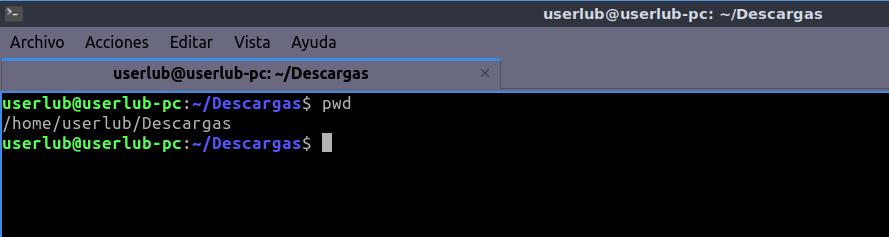 userlub@userlub-pc: ~/Descargas
Archivo Acciones Editar Vista Ayuda
userlub@userlub-pc: ~/Descargas ×
userlub@userlub-pc:~/Descargas$ pwd
/home/userlub/Descargas
userlub@userlub-pc:~/Descargas$